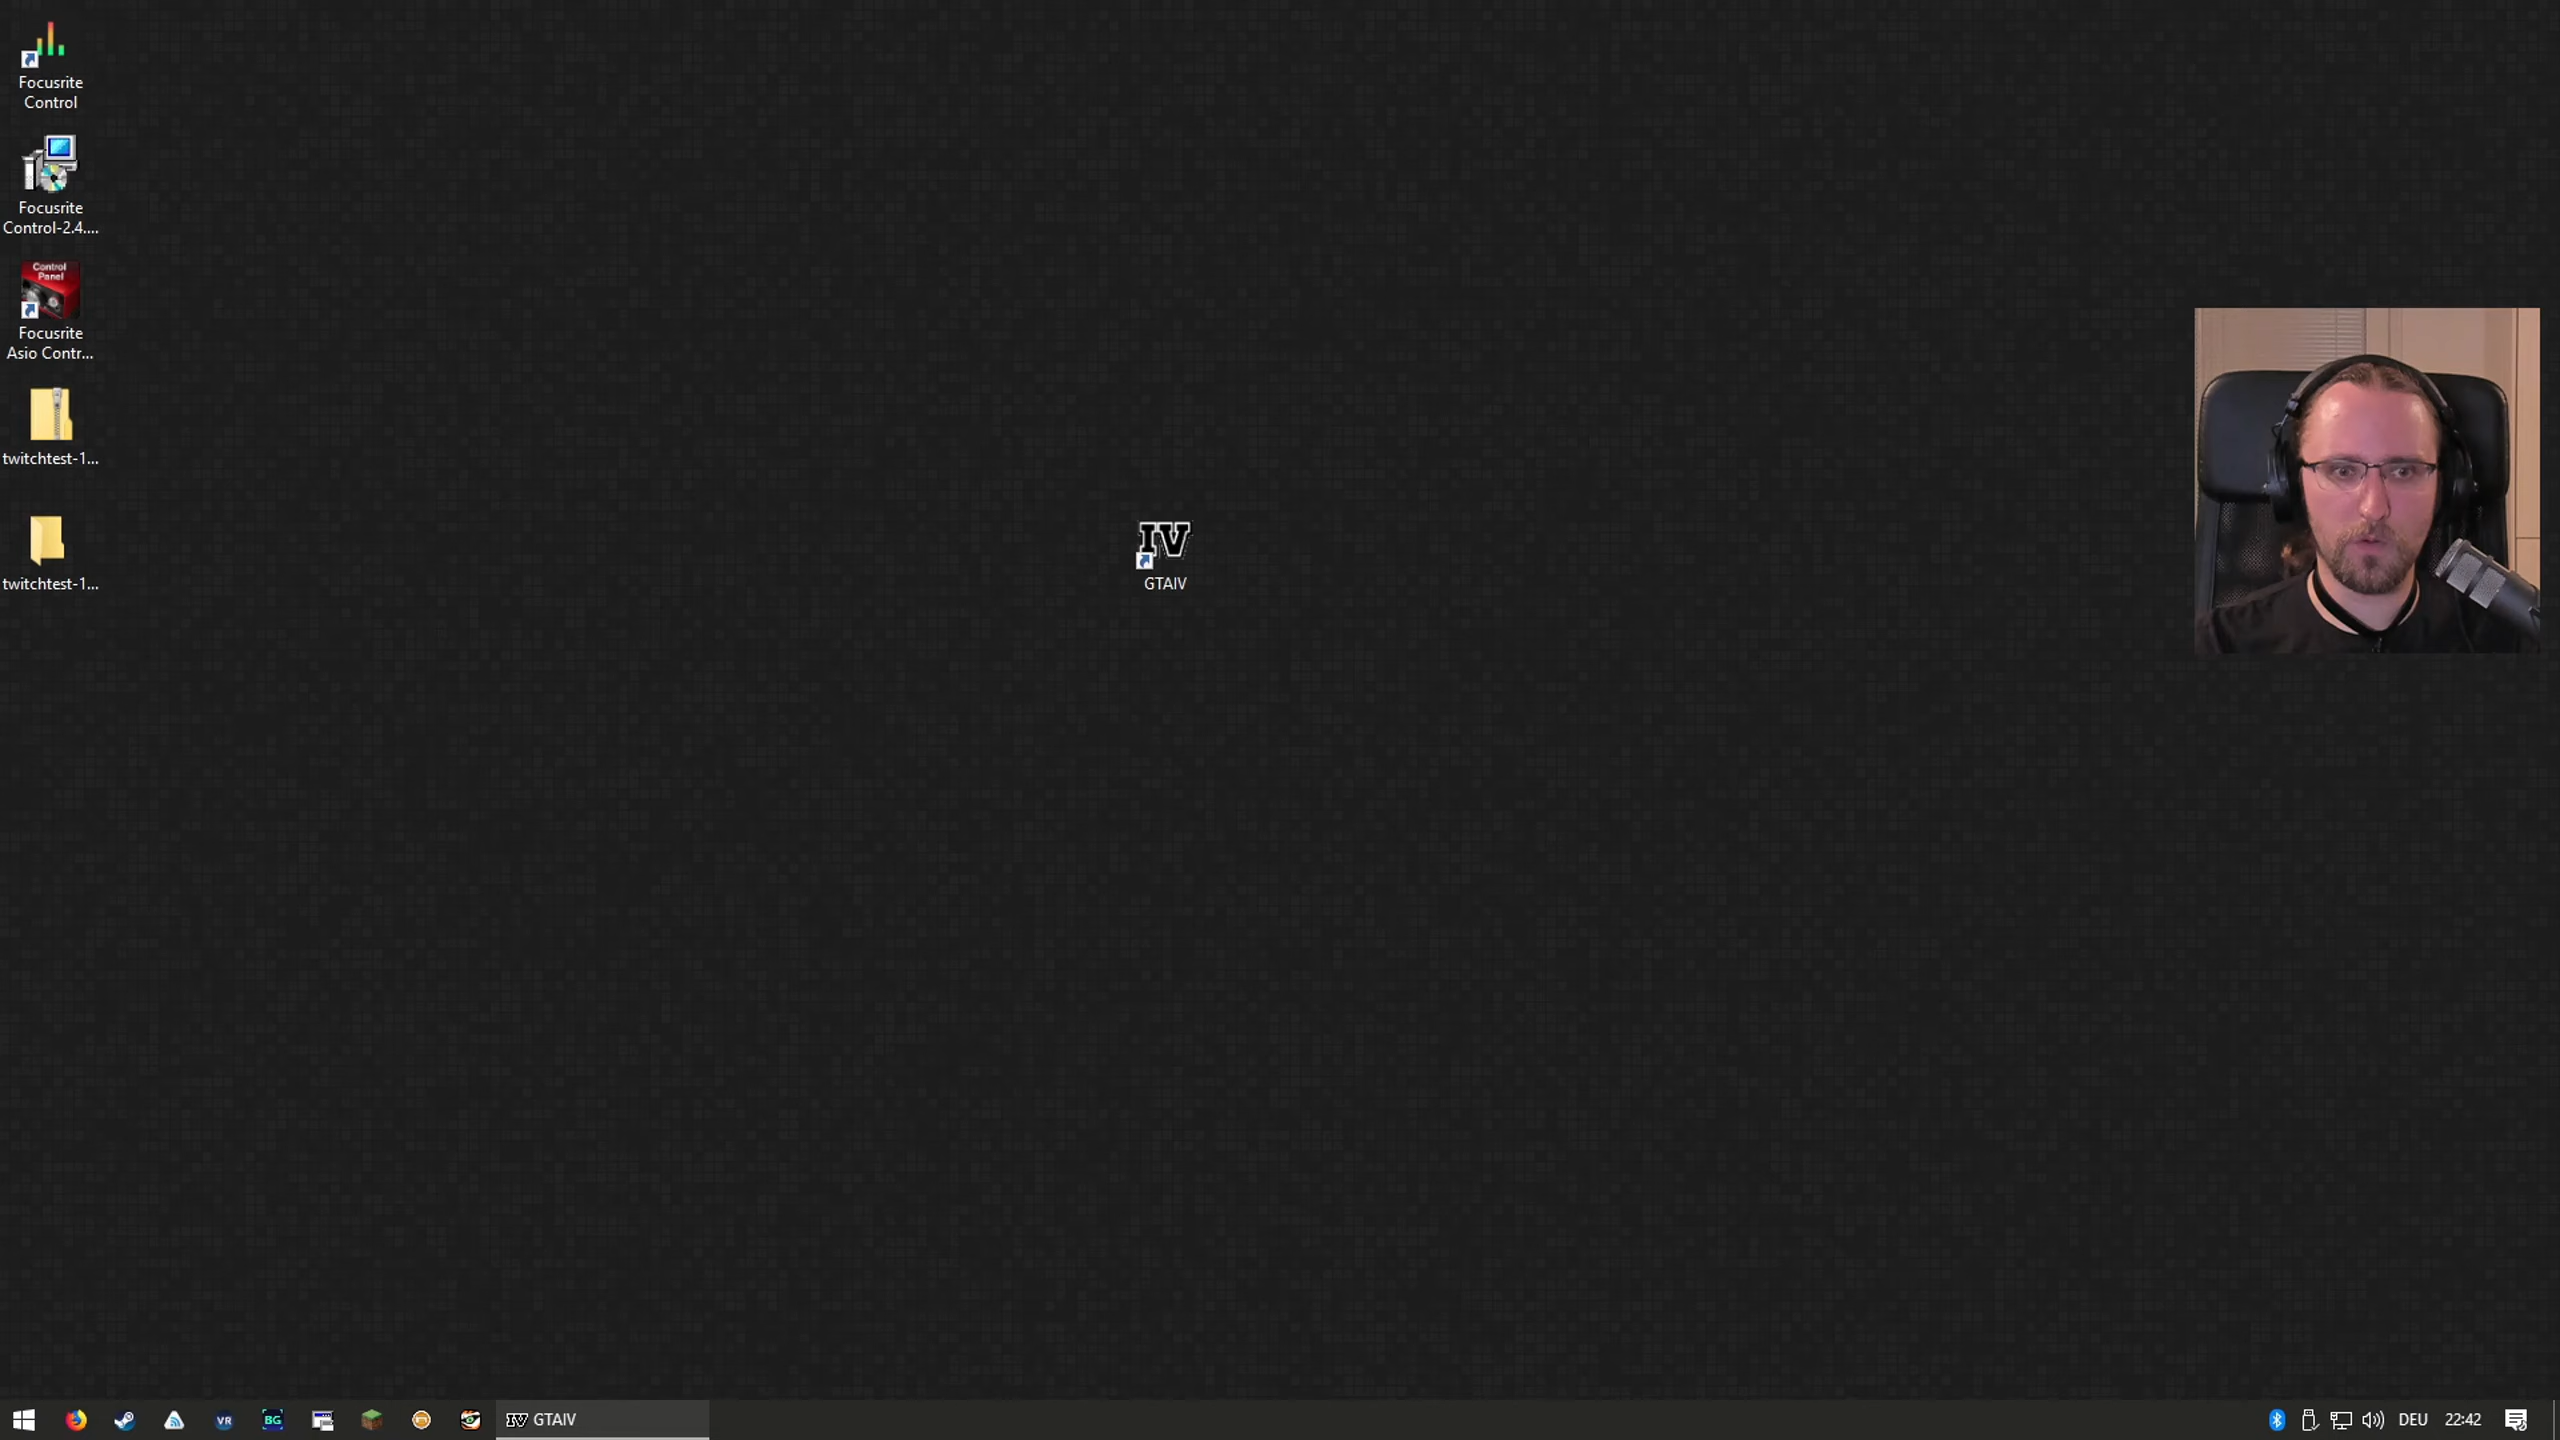 Focusrite
Control
Focusrite
Control-2.4....
Control
Panel
Focusrite
Asio Contr...
twitchtest-1...
twitchtest-1...
IV
GTAIV
VR
BG
IV GTAIV
DEU
22:42